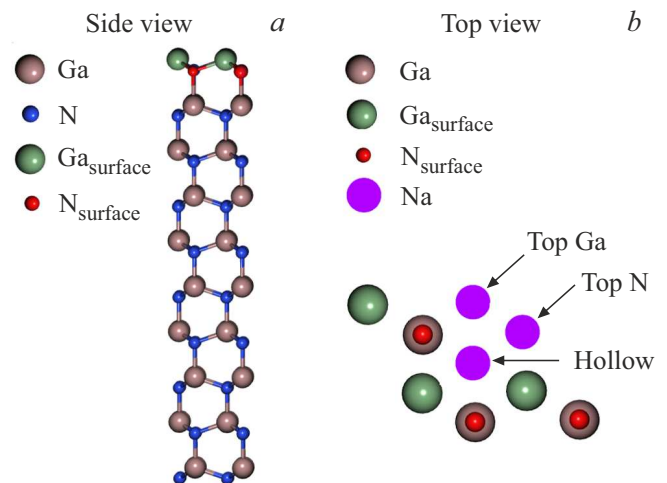 Side view
a
Ga
N
Ga_surface
N_surface
Top view
b
Ga
Ga_surface
N_surface
Na
Top Ga
Top N
Hollow